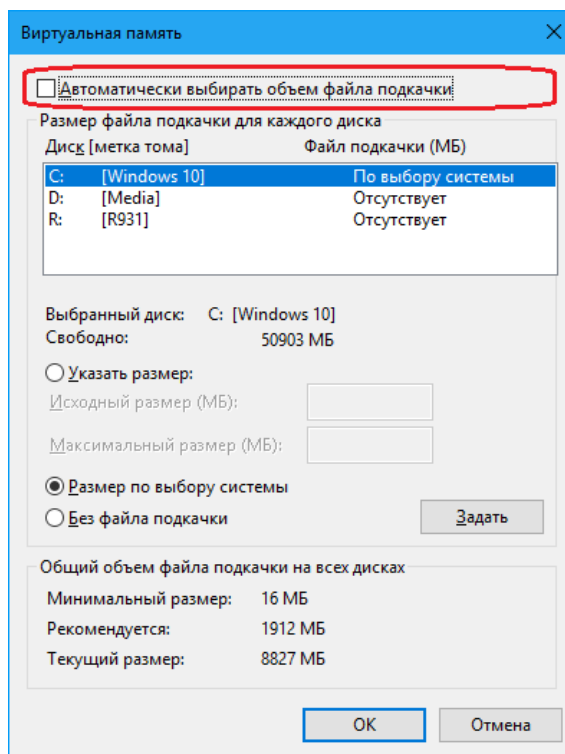 Виртуальная память
Автоматически выбирать объем файла подкачки
Размер файла подкачки для каждого диска
Диск [метка тома] Файл подкачки (МБ)
C: [Windows 10] По выбору системы
D: [Media] Отсутствует
R: [R931] Отсутствует
Выбранный диск: C: [Windows 10]
Свободно: 50903 МБ
Указать размер:
Исходный размер (МБ):
Максимальный размер (МБ):
Размер по выбору системы
Без файла подкачки Задать
Общий объем файла подкачки на всех дисках
Минимальный размер: 16 МБ
Рекомендуется: 1912 МБ
Текущий размер: 8827 МБ
ОК Отмена